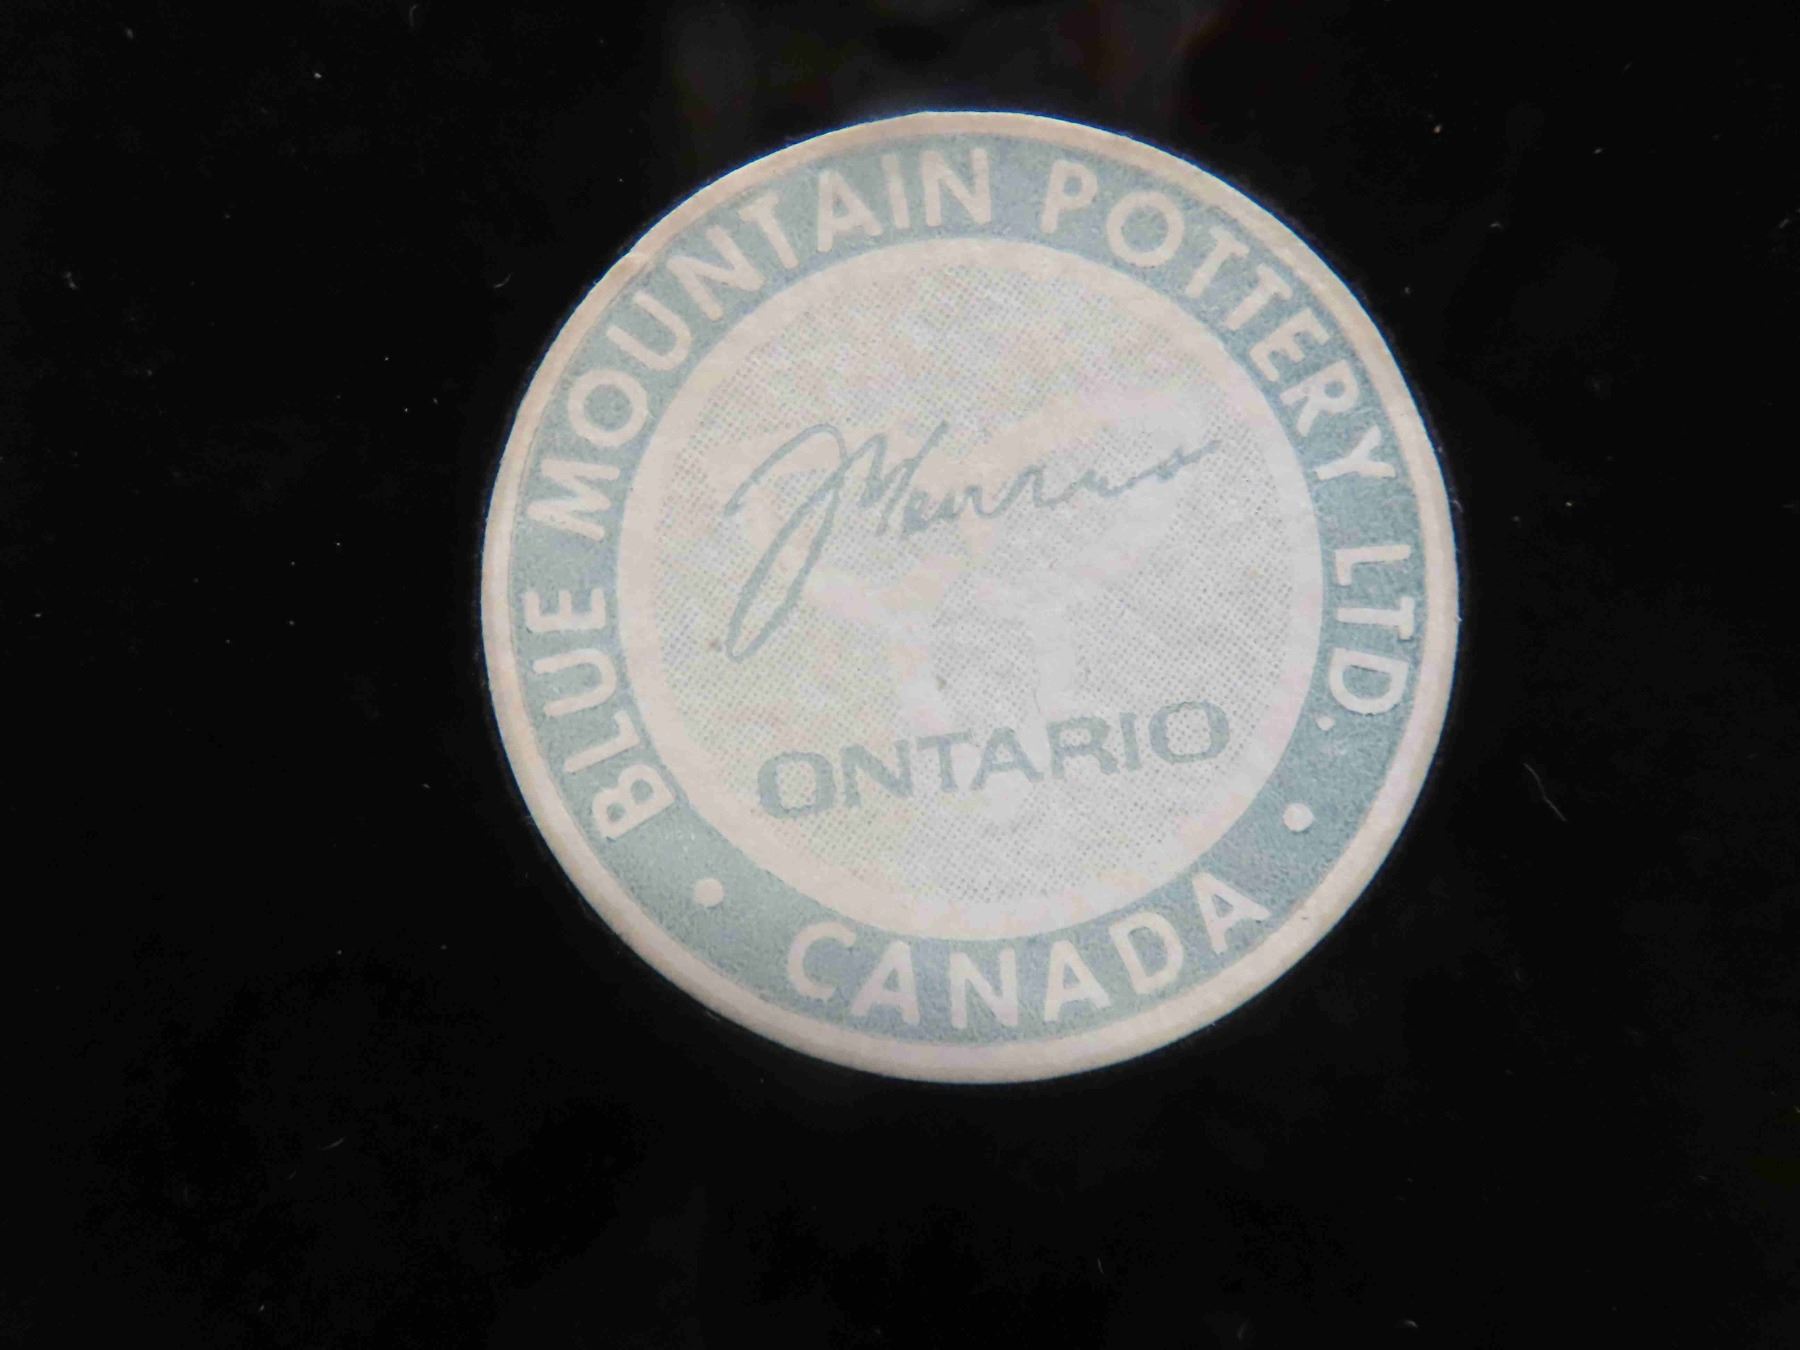 BLUE MOUNTAIN POTTERY LTD.
ONTARIO
• CANADA •